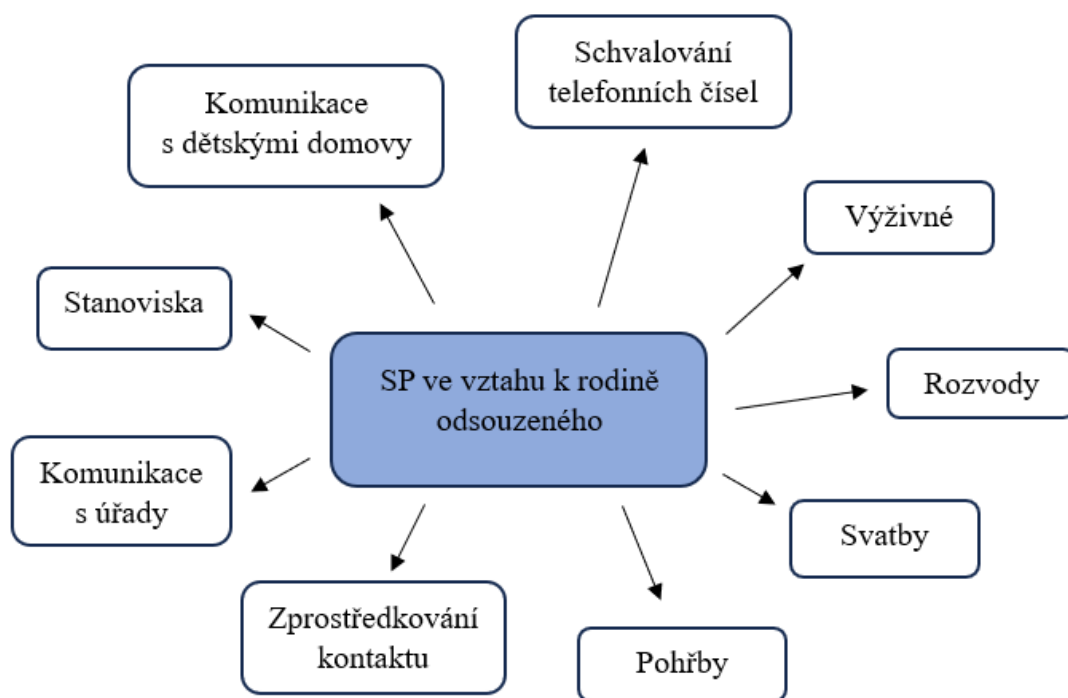 Schvalování
telefonních čísel
Komunikace
s dětskými domovy
Výživné
Stanoviska
SP ve vztahu k rodině
odsouzeného
Rozvody
Komunikace
s úřady
Svatby
Zprostředkování
kontaktu
Pohřby